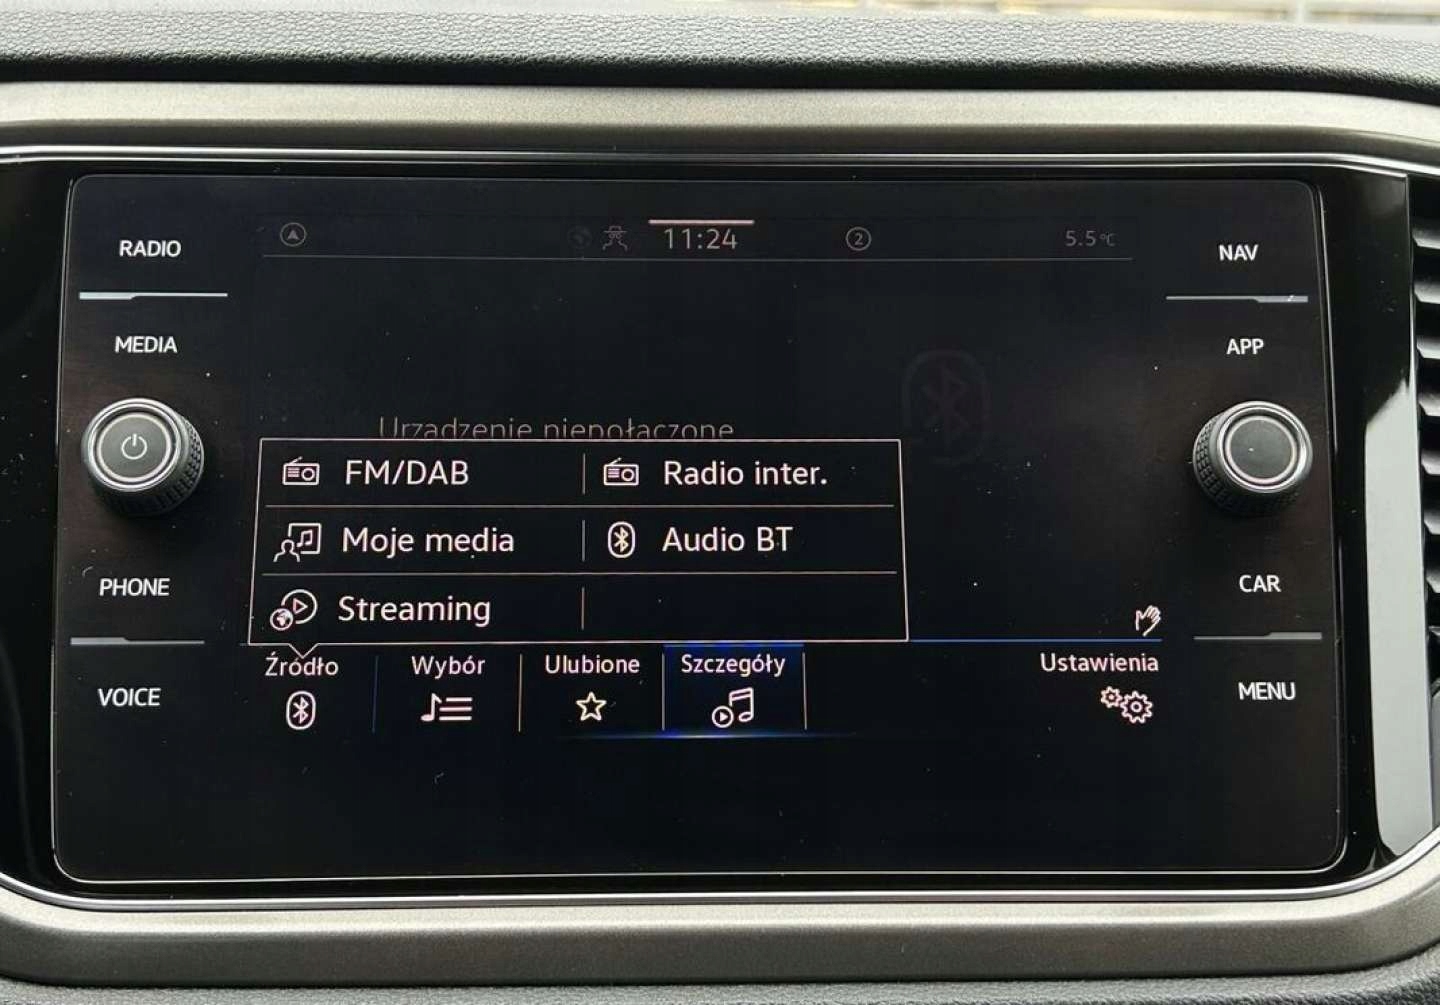 RADIO
MEDIA
PHONE
VOICE
11:24
2
5.5°C
Urządzenie niepołączone
FM/DAB
Radio inter.
Moje media
Audio BT
Streaming
Źródło
Wybór
Ulubione
Szczegóły
Ustawienia
NAV
APP
CAR
MENU